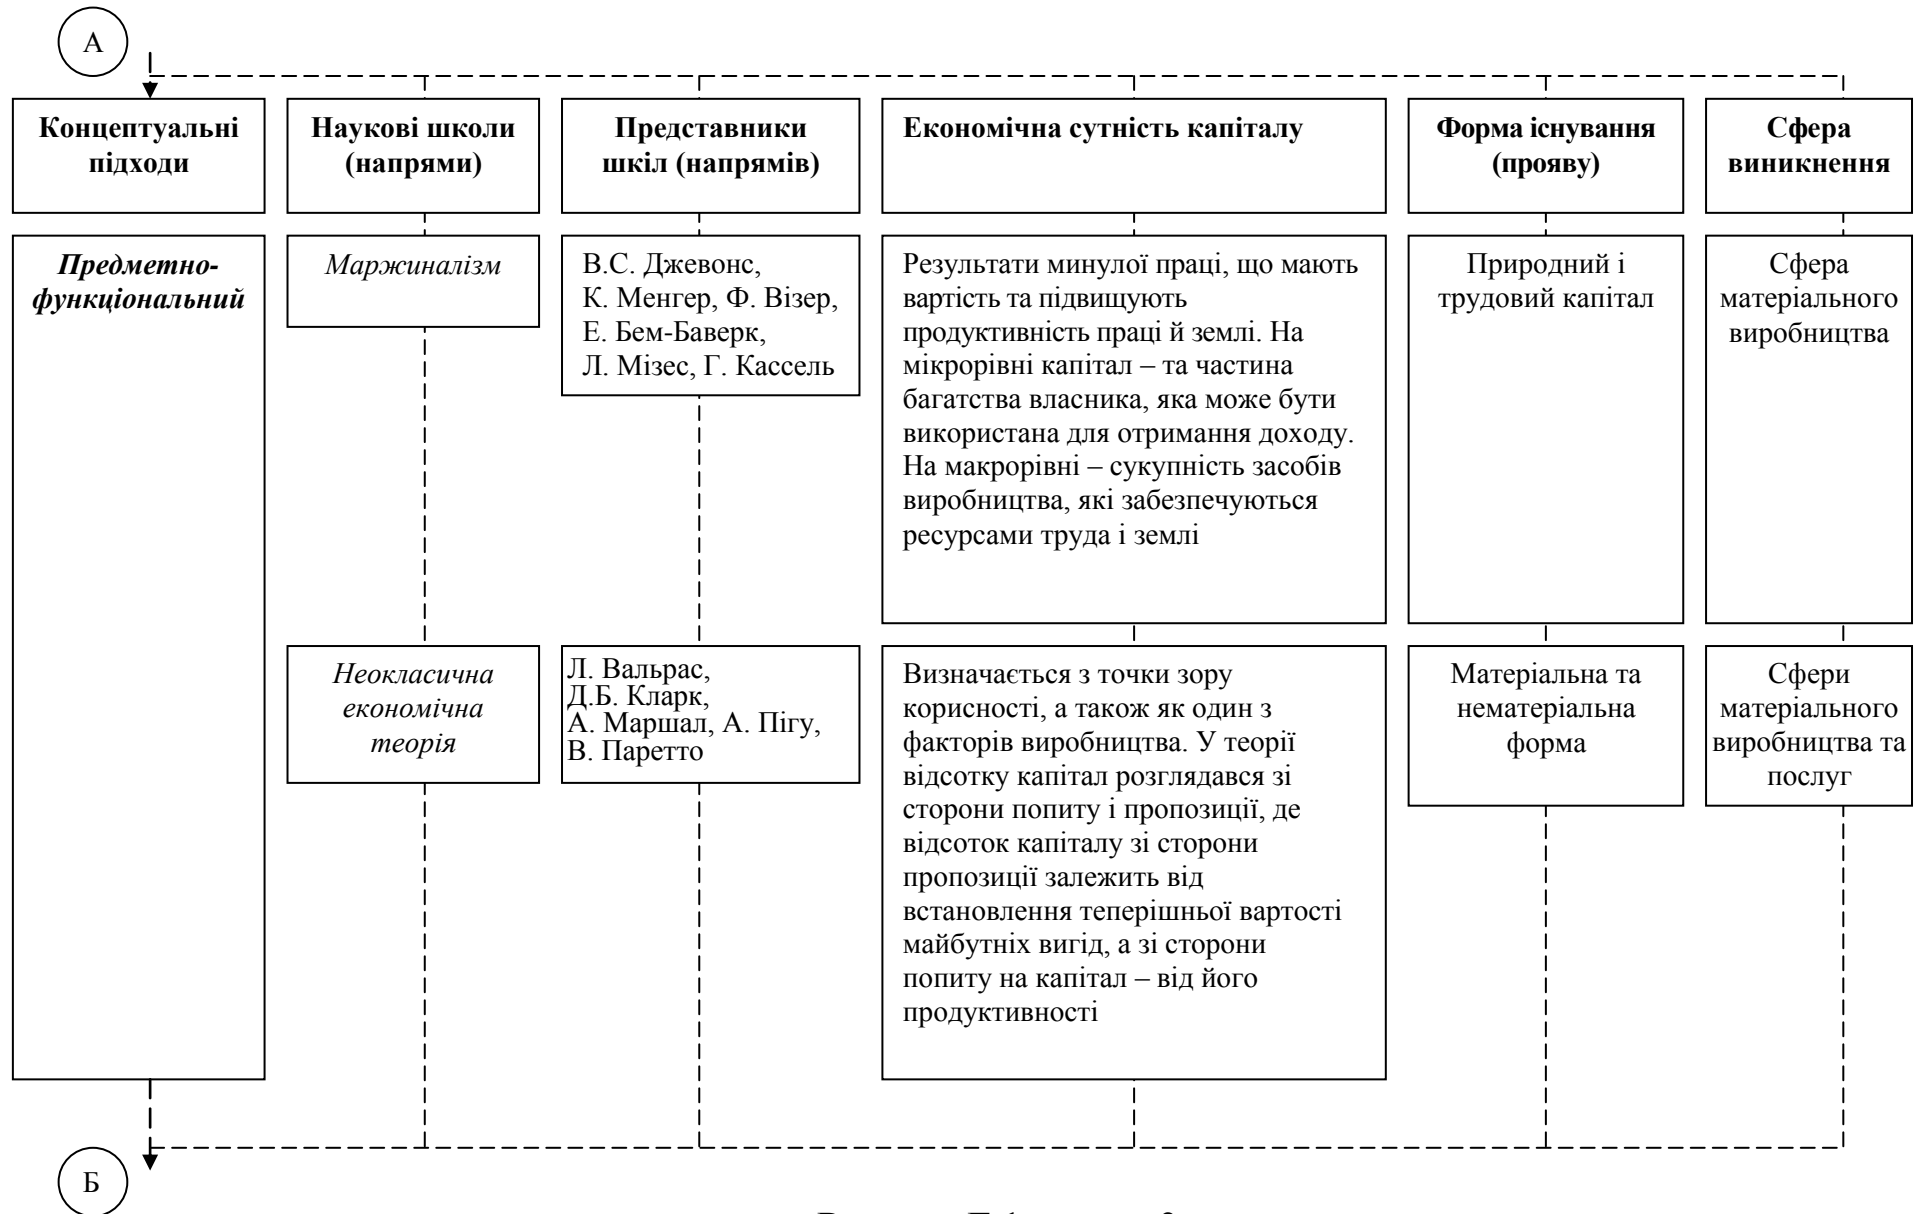 А
Концептуальні
підходи
Наукові школи
(напрями)
Представники
шкіл (напрямів)
Економічна сутність капіталу
Форма існування
(прояву)
Сфера
виникнення
Предметно-
функціональний
Маржиналізм
В.С. Джевонс,
К. Менгер, Ф. Візер,
Е. Бем-Баверк,
Л. Мізес, Г. Кассель
Результати минулої праці, що мають
вартість та підвищують
продуктивність праці й землі. На
мікрорівні капітал – та частина
багатства власника, яка може бути
використана для отримання доходу.
На макрорівні – сукупність засобів
виробництва, які забезпечуються
ресурсами труда і землі
Природний і
трудовий капітал
Сфера
матеріального
виробництва
Неокласична
економічна
теорія
Л. Вальрас,
Д.Б. Кларк,
А. Маршал, А. Пігу,
В. Паретто
Визначається з точки зору
корисності, а також як один з
факторів виробництва. У теорії
відсотку капітал розглядався зі
сторони попиту і пропозиції, де
відсоток капіталу зі сторони
пропозиції залежить від
встановлення теперішньої вартості
майбутніх вигід, а зі сторони
попиту на капітал – від його
продуктивності
Матеріальна та
нематеріальна
форма
Сфери
матеріального
виробництва та
послуг
Б